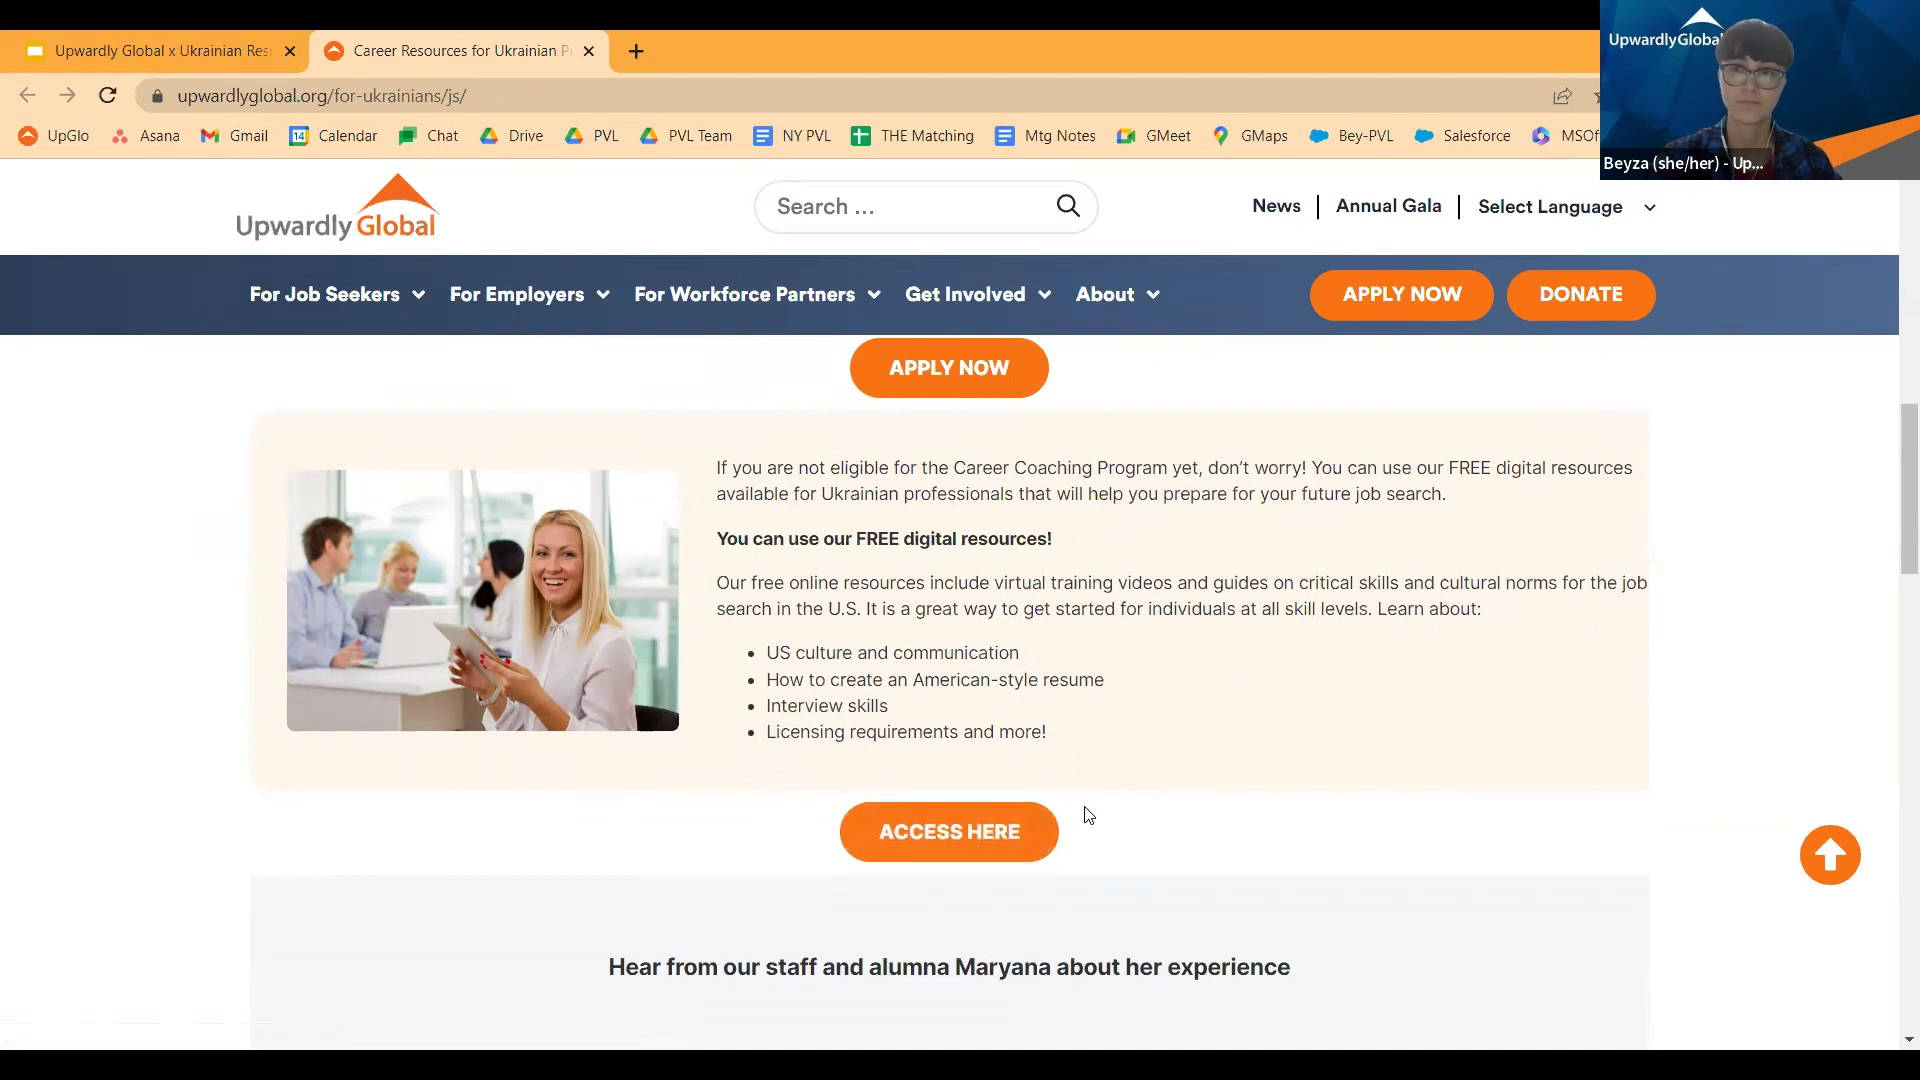 Upwardly Global x Ukrainian Res
Career Resources for Ukrainian P
upwardlyglobal.org/for-ukrainians/js/
UpGlo
Asana
Gmail
14
Calendar
Chat
Drive
PVL
PVL Team
NY PVL
THE Matching
Mtg Notes
GMeet
GMaps
Bey-PVL
Salesforce
MSOf
UpwardlyGlobal
Beyza (she/her) - Up...
Upwardly Global
Search ...
News
Annual Gala
Select Language
For Job Seekers
For Employers
For Workforce Partners
Get Involved
About
APPLY NOW
DONATE
APPLY NOW
If you are not eligible for the Career Coaching Program yet, don’t worry! You can use our FREE digital resources
available for Ukrainian professionals that will help you prepare for your future job search.
You can use our FREE digital resources!
Our free online resources include virtual training videos and guides on critical skills and cultural norms for the job
search in the U.S. It is a great way to get started for individuals at all skill levels. Learn about:
• US culture and communication
• How to create an American-style resume
• Interview skills
• Licensing requirements and more!
ACCESS HERE
Hear from our staff and alumna Maryana about her experience